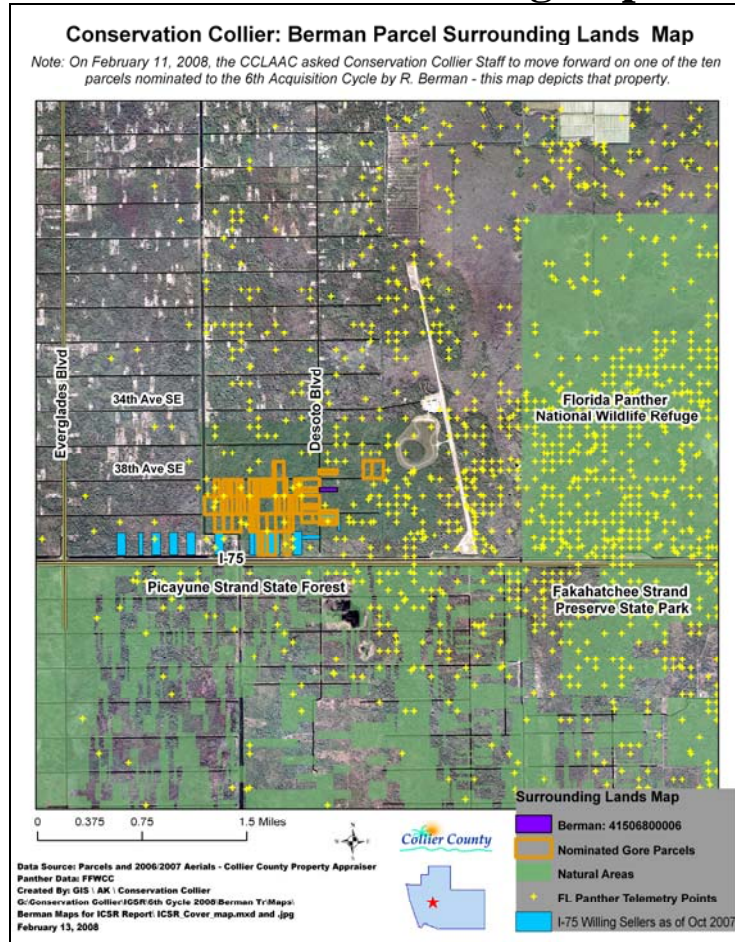 Conservation Collier: Berman Parcel Surrounding Lands Map
Note: On February 11, 2008, the CCLAAC asked Conservation Collier Staff to move forward on one of the ten
parcels nominated to the 6th Acquisition Cycle by R. Berman - this map depicts that property.
Everglades Blvd
34th Ave SE
Desoto Blvd
Florida Panther
National Wildlife Refuge
38th Ave SE
I-75
Picayune Strand State Forest
Fakahatchee Strand
Preserve State Park
Surrounding Lands Map
Berman: 41506800006
Nominated Gore Parcels
Natural Areas
FL Panther Telemetry Points
I-75 Willing Sellers as of Oct 2007
0 0.375 0.75 1.5 Miles
Collier County
Data Source: Parcels and 2006/2007 Aerials - Collier County Property Appraiser
Panther Data: FFWCC
Created By: GIS \ AK \ Conservation Collier
G:\Conservation Collier\ICSR\6th Cycle 2008\Berman Tr\Maps\
Berman Maps for ICSR Report\ ICSR_Cover_map.mxd and .jpg
February 13, 2008